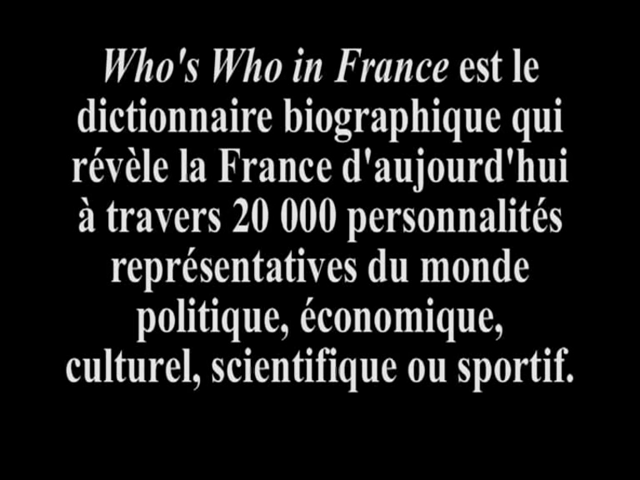 Who's Who in France est le
dictionnaire biographique qui
révèle la France d'aujourd'hui
à travers 20 000 personnalités
représentatives du monde
politique, économique,
culturel, scientifique ou sportif.